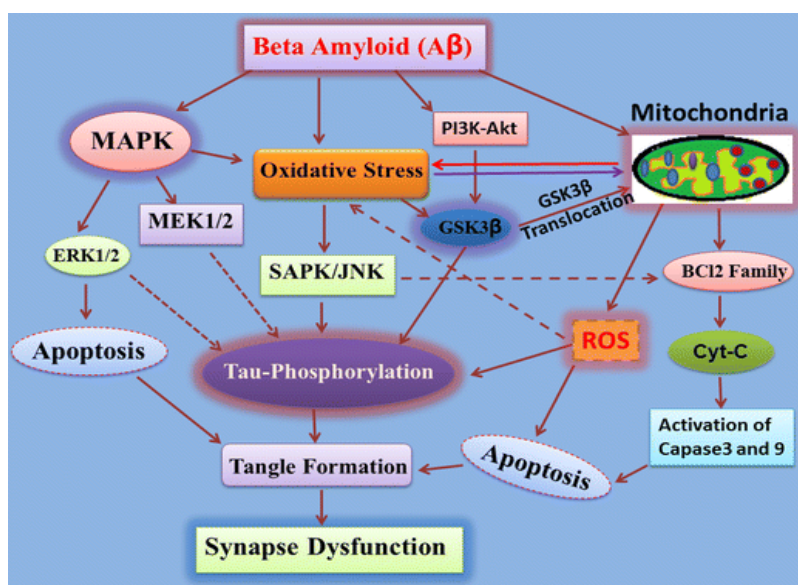 Beta Amyloid (Aβ)
Mitochondria
PI3K-Akt
MAPK
Oxidative Stress
GSK3β
Translocation
MEK1/2
GSK3β
ERK1/2
SAPK/JNK
BCl2 Family
ROS
Apoptosis
Cyt-C
Tau-Phosphorylation
Activation of
Capase3 and 9
Tangle Formation
Apoptosis
Synapse Dysfunction